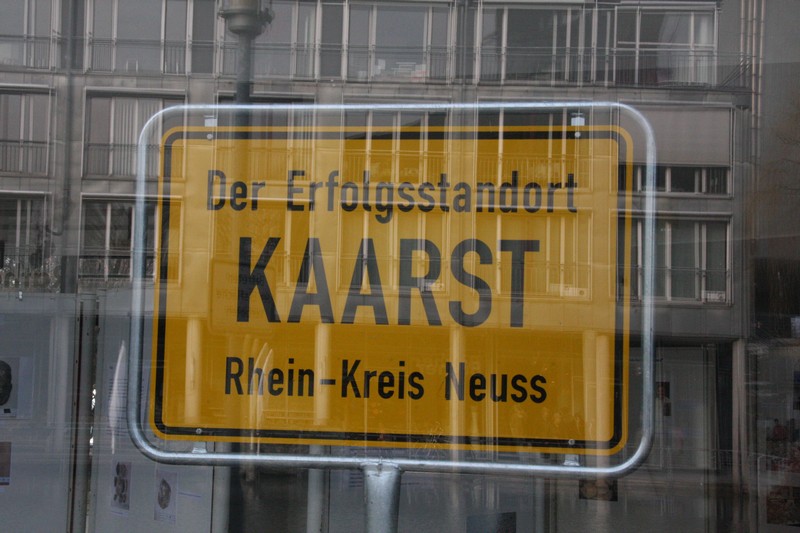 Der Erfolgsstandort
KAARST
Rhein-Kreis Neuss